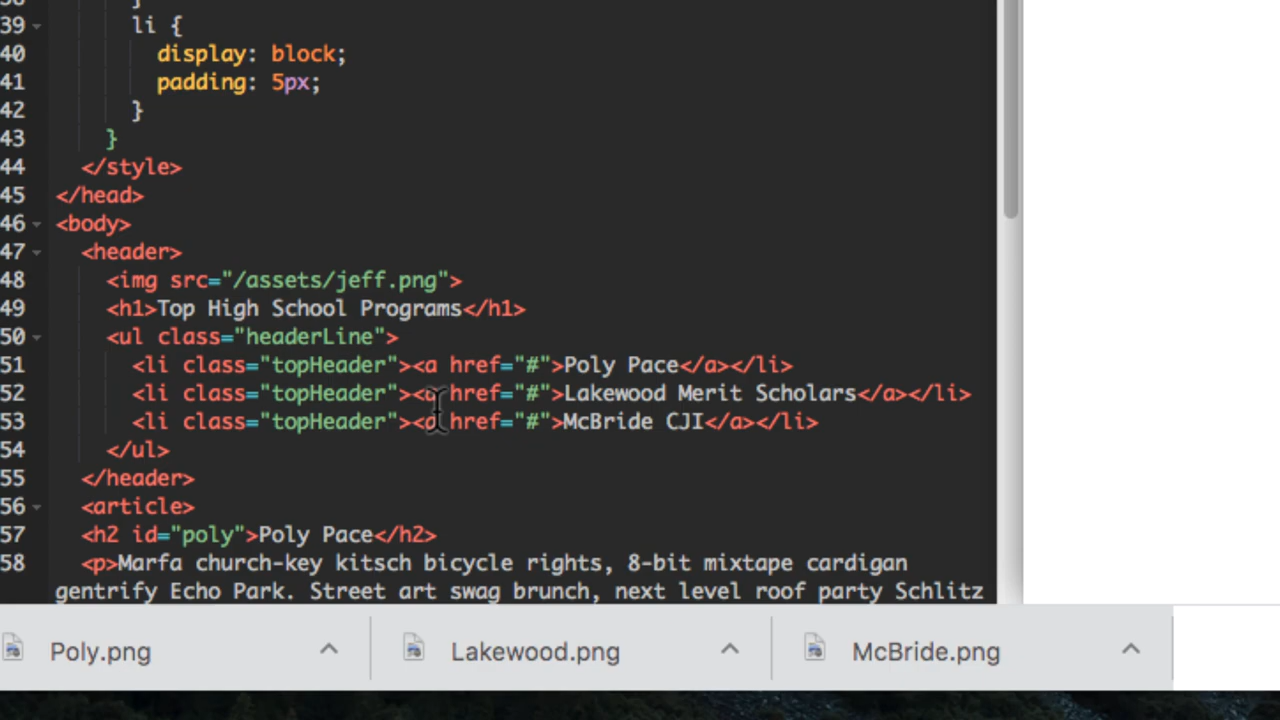 38 }
39 li {
40 display: block;
41 padding: 5px;
42 }
43 }
44 </style>
45 </head>
46 <body>
47 <header>
48 <img src="/assets/jeff.png">
49 <h1>Top High School Programs</h1>
50 <ul class="headerLine">
51 <li class="topHeader"><a href="#">Poly Pace</a></li>
52 <li class="topHeader"><a href="#">Lakewood Merit Scholars</a></li>
53 <li class="topHeader"><a href="#">McBride CJI</a></li>
54 </ul>
55 </header>
56 <article>
57 <h2 id="poly">Poly Pace</h2>
58 <p>Marfa church-key kitsch bicycle rights, 8-bit mixtape cardigan
gentrify Echo Park. Street art swag brunch, next level roof party Schlitz
Poly.png Lakewood.png McBride.png